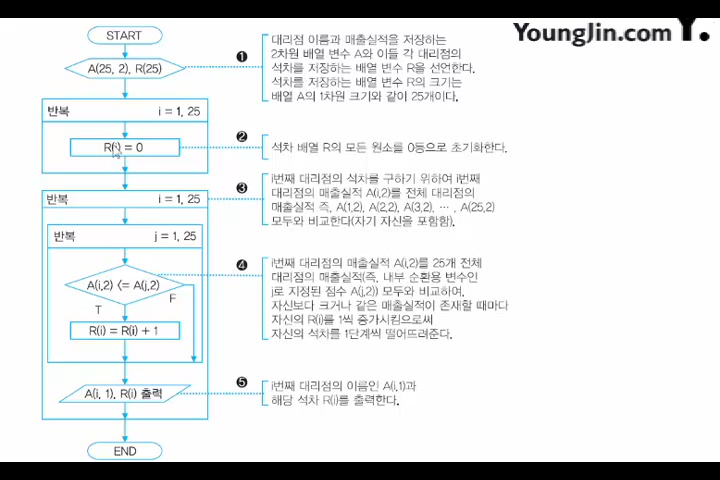 YoungJin.com Y.
START
A(25, 2), R(25)
반복 i = 1, 25
R(i) = 0
반복 i = 1, 25
반복 j = 1, 25
A(i,2) <= A(j,2)
T F
R(i) = R(i) + 1
A(i, 1), R(i) 출력
END
❶ 대리점 이름과 매출실적을 저장하는
2차원 배열 변수 A와 이들 각 대리점의
석차를 저장하는 배열 변수 R을 선언한다.
석차를 저장하는 배열 변수 R의 크기는
배열 A의 1차원 크기와 같이 25개이다.
❷ 석차 배열 R의 모든 원소를 0등으로 초기화한다.
❸ i번째 대리점의 석차를 구하기 위하여 i번째
대리점의 매출실적 A(i,2)를 전체 대리점의
매출실적 즉, A(1,2), A(2,2), A(3,2), … , A(25,2)
모두와 비교한다(자기 자신을 포함함).
❹ i번째 대리점의 매출실적 A(i,2)를 25개 전체
대리점의 매출실적(즉, 내부 순환용 변수인
j로 지정된 점수 A(j,2)) 모두와 비교하여,
자신보다 크거나 같은 매출실적이 존재할 때마다
자신의 R(i)를 1씩 증가시킴으로써
자신의 석차를 1단계씩 떨어뜨려준다.
❺ i번째 대리점의 이름인 A(i,1)과
해당 석차 R(i)를 출력한다.